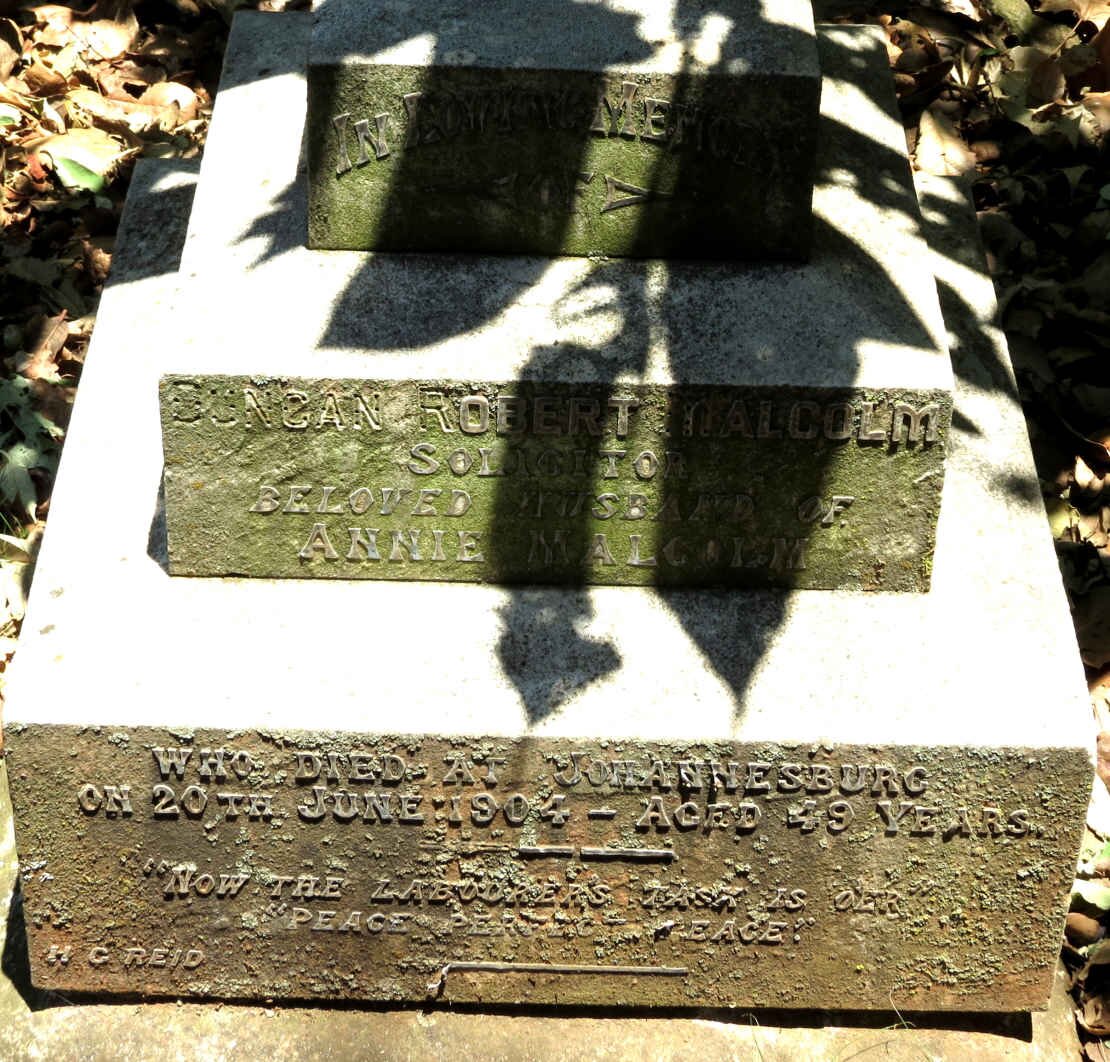 IN LOVING MEMORY
OF
DUNCAN ROBERT MALCOLM
SOLICITOR
BELOVED HUSBAND OF
ANNIE MALCOLM
WHO DIED AT JOHANNESBURG
ON 20TH JUNE 1904 - AGED 49 YEARS.
"NOW THE LABOURERS TASK IS OER"
"PEACE PERFECT PEACE."
H G REID